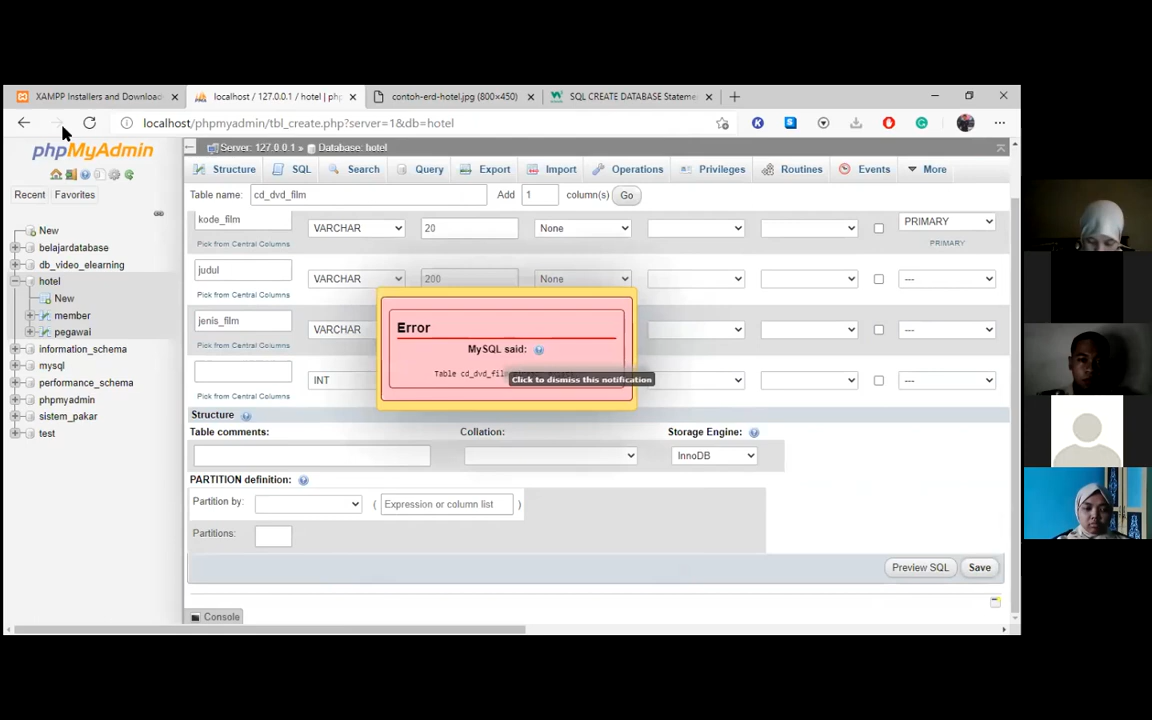 XAMPP Installers and Download
localhost / 127.0.0.1 / hotel | ph
contoh-erd-hotel.jpg (800×450)
SQL CREATE DATABASE Stateme
localhost/phpmyadmin/tbl_create.php?server=1&db=hotel
phpMyAdmin
Recent
Favorites
New
belajardatabase
db_video_elearning
hotel
New
member
pegawai
information_schema
mysql
performance_schema
phpmyadmin
sistem_pakar
test
Server: 127.0.0.1 » Database: hotel
Structure SQL Search Query Export Import Operations Privileges Routines Events More
Table name: cd_dvd_film Add 1 column(s) Go
kode_film VARCHAR 20 None PRIMARY
Pick from Central Columns PRIMARY
judul VARCHAR 200 None ---
Pick from Central Columns
jenis_film VARCHAR ---
Pick from Central Columns
INT ---
Pick from Central Columns
Error
MySQL said:
Table cd_dvd_fil
Click to dismiss this notification
Structure
Table comments: Collation: Storage Engine:
InnoDB
PARTITION definition:
Partition by: ( Expression or column list )
Partitions:
Preview SQL Save
Console